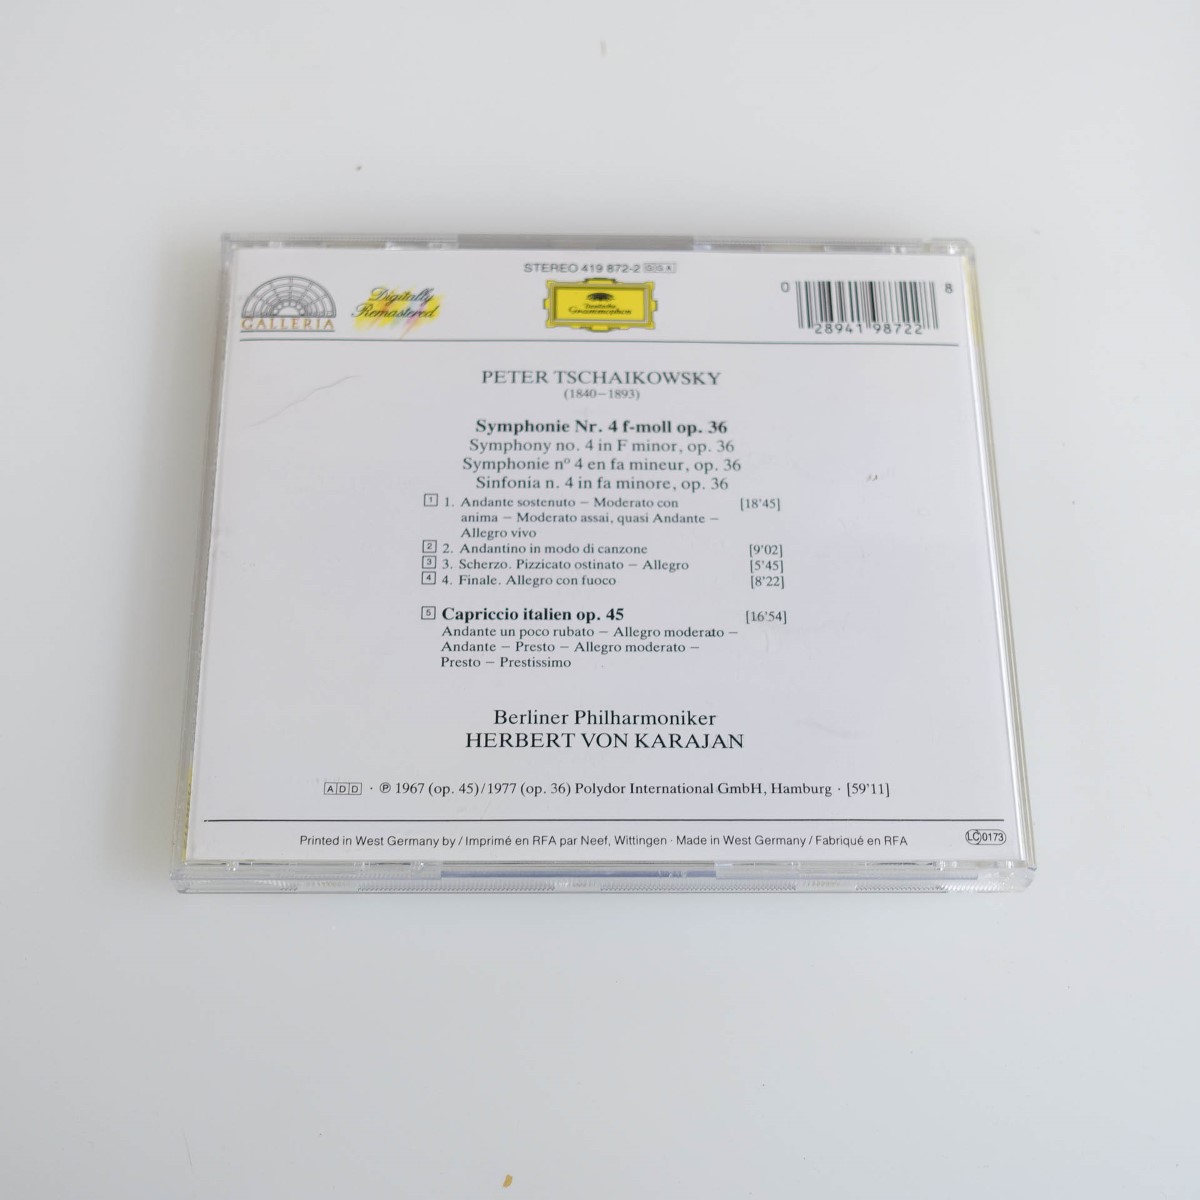 STEREO 419 872-2 GGA
GALLERIA
Digitally
Remastered
Deutsche
Grammophon
0 28941 98722 8
PETER TSCHAIKOWSKY
(1840–1893)
Symphonie Nr. 4 f-moll op. 36
Symphony no. 4 in F minor, op. 36
Symphonie nº 4 en fa mineur, op. 36
Sinfonia n. 4 in fa minore, op. 36
1 1. Andante sostenuto – Moderato con [18'45]
anima – Moderato assai, quasi Andante –
Allegro vivo
2 2. Andantino in modo di canzone [9'02]
3 3. Scherzo. Pizzicato ostinato – Allegro [5'45]
4 4. Finale. Allegro con fuoco [8'22]
5 Capriccio italien op. 45 [16'54]
Andante un poco rubato – Allegro moderato –
Andante – Presto – Allegro moderato –
Presto – Prestissimo
Berliner Philharmoniker
HERBERT VON KARAJAN
ADD · ℗ 1967 (op. 45)/1977 (op. 36) Polydor International GmbH, Hamburg · [59'11]
Printed in West Germany by / Imprimé en RFA par Neef, Wittingen · Made in West Germany / Fabriqué en RFA
LC 0173